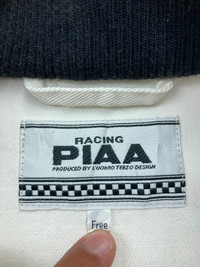 RACING
PIAA
PRODUCED BY L'UOMO TERZO DESIGN
Free